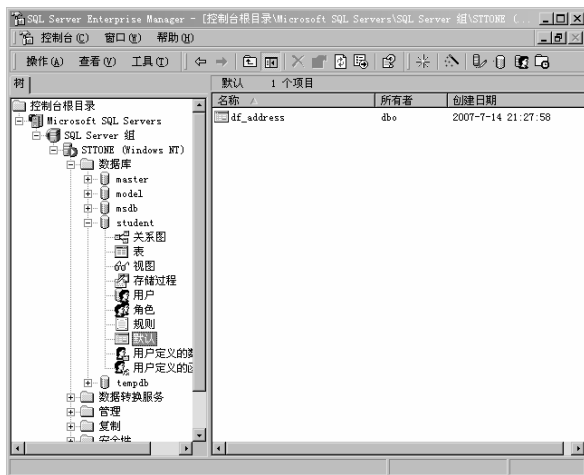 SQL Server Enterprise Manager - [控制台根目录\Microsoft SQL Servers\SQL Server 组\STTONE (...
控制台(C) 窗口(W) 帮助(H)
操作(A) 查看(V) 工具(T)
树
默认 1 个项目
控制台根目录
Microsoft SQL Servers
SQL Server 组
STTONE (Windows NT)
数据库
master
model
msdb
student
关系图
表
视图
存储过程
用户
角色
规则
默认
用户定义的数
用户定义的函
tempdb
数据转换服务
管理
复制
安全性
名称 所有者 创建日期
df_address dbo 2007-7-14 21:27:58